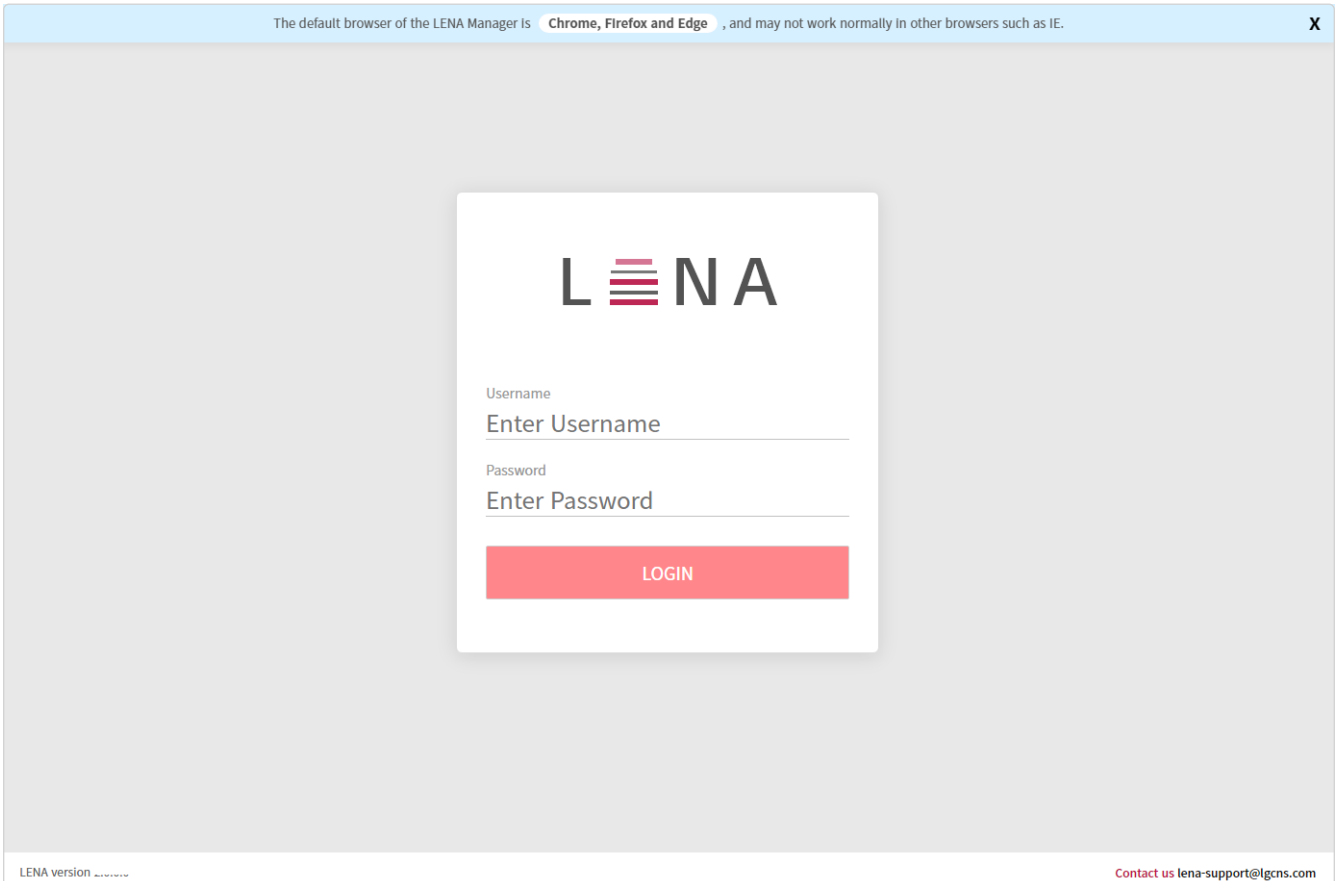 The default browser of the LENA Manager is Chrome, Firefox and Edge , and may not work normally in other browsers such as IE. X
LENA
Username
Enter Username
Password
Enter Password
LOGIN
LENA version
Contact us lena-support@lgcns.com